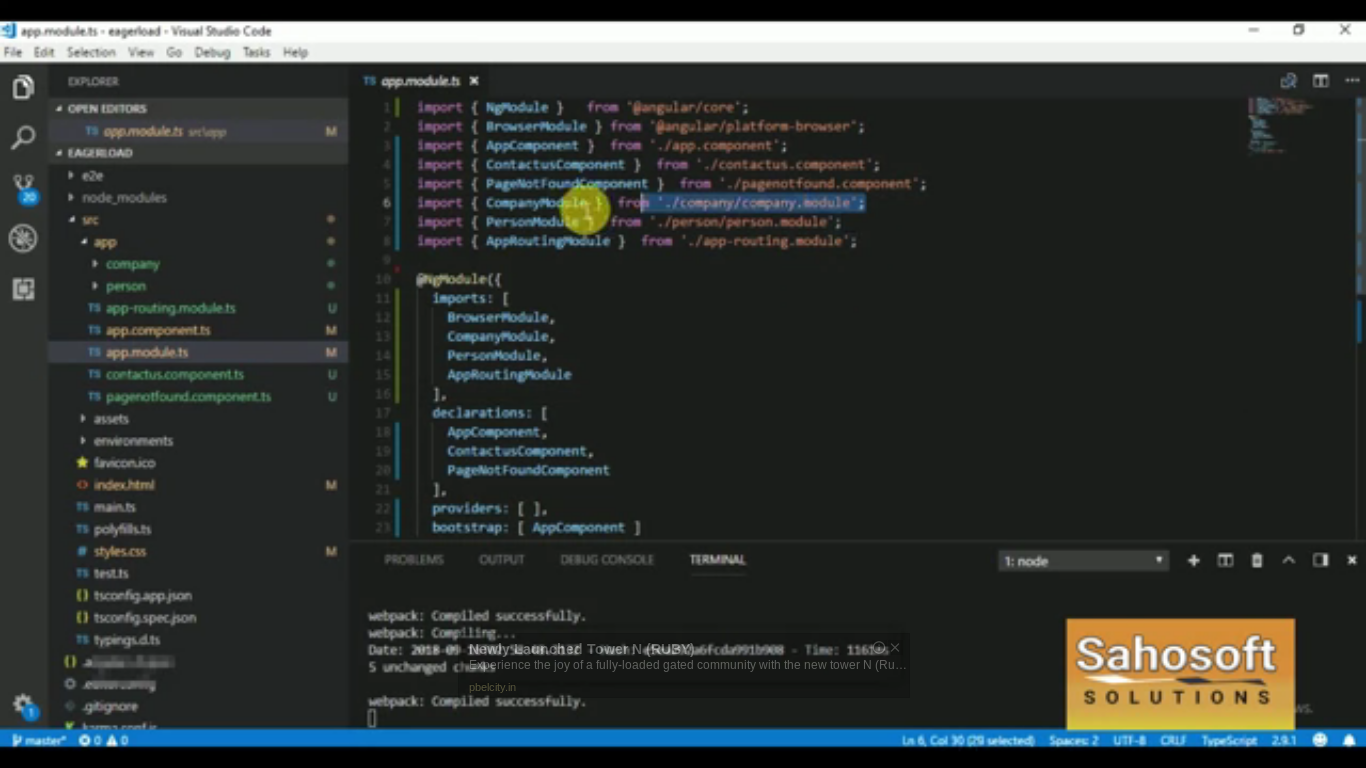 app.module.ts - eagerload - Visual Studio Code
File Edit Selection View Go Debug Tasks Help
EXPLORER
OPEN EDITORS
TS app.module.ts src\app M
EAGERLOAD
e2e
node_modules
src
app
company
person
TS app-routing.module.ts U
TS app.component.ts M
TS app.module.ts M
TS contactus.component.ts U
TS pagenotfound.component.ts U
assets
environments
favicon.ico
<> index.html M
TS main.ts
TS polyfills.ts
TS styles.css M
TS test.ts
{} tsconfig.app.json
{} tsconfig.spec.json
TS typings.d.ts
.editorconfig
.gitignore
karma.conf.js
20
1
TS app.module.ts
1 import { NgModule } from '@angular/core';
2 import { BrowserModule } from '@angular/platform-browser';
3 import { AppComponent } from './app.component';
4 import { ContactusComponent } from './contactus.component';
5 import { PageNotFoundComponent } from './pagenotfound.component';
6 import { CompanyModule } from './company/company.module';
7 import { PersonModule } from './person/person.module';
8 import { AppRoutingModule } from './app-routing.module';
9
10 @NgModule({
11 imports: [
12 BrowserModule,
13 CompanyModule,
14 PersonModule,
15 AppRoutingModule
16 ],
17 declarations: [
18 AppComponent,
19 ContactusComponent,
20 PageNotFoundComponent
21 ],
22 providers: [ ],
23 bootstrap: [ AppComponent ]
PROBLEMS OUTPUT DEBUG CONSOLE TERMINAL
1: node
webpack: Compiled successfully.
webpack: Compiling...
Date: 2018-09
Time: 11616ms
5 unchanged chunks
webpack: Compiled successfully.
Newly Launched Tower N (RUBY)
Experience the joy of a fully-loaded gated community with the new tower N (Ru...
pbelcity.in
Sahosoft
SOLUTIONS
master* 0 0
Ln 6, Col 30 (29 selected) Spaces: 2 UTF-8 CRLF TypeScript 2.9.1